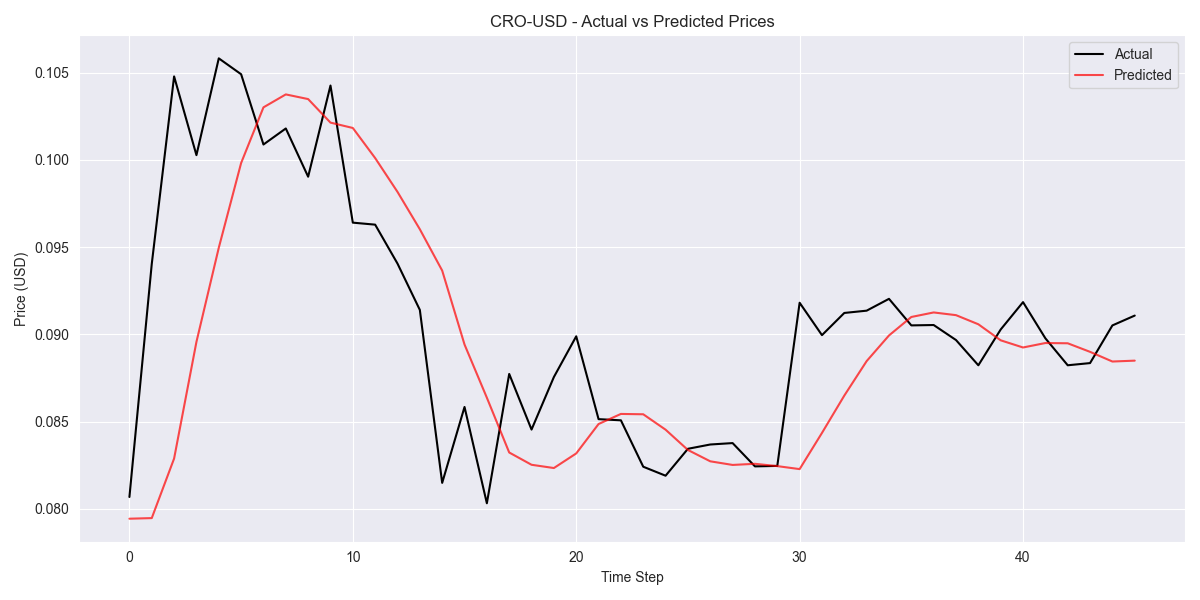 CRO-USD - Actual vs Predicted Prices
Actual
Predicted
0.105
0.100
0.095
0.090
0.085
0.080
Price (USD)
0 10 20 30 40
Time Step